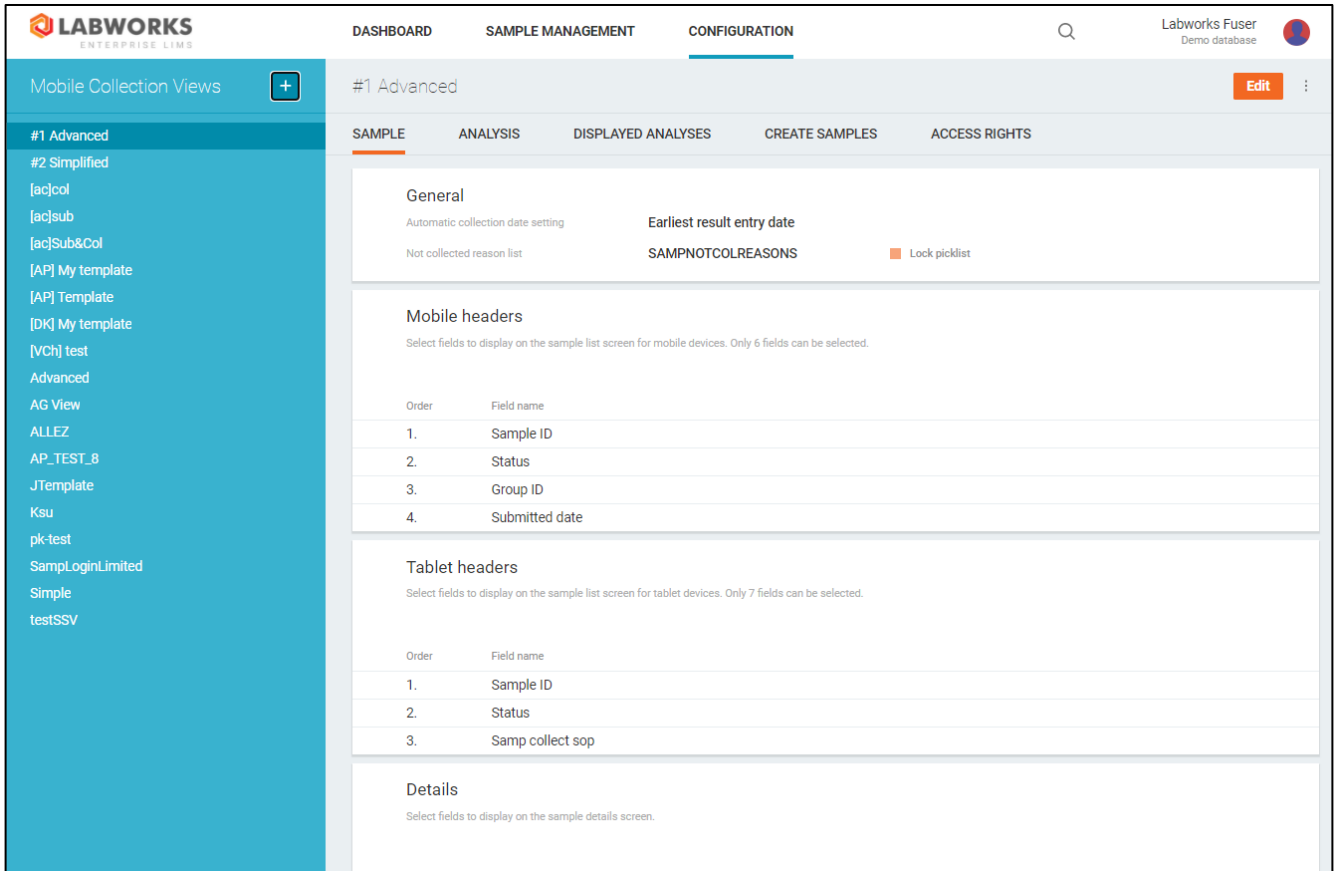 LABWORKS
ENTERPRISE LIMS
DASHBOARD SAMPLE MANAGEMENT CONFIGURATION
Labworks Fuser
Demo database
Mobile Collection Views +
#1 Advanced
#2 Simplified
[ac]col
[ac]sub
[ac]Sub&Col
[AP] My template
[AP] Template
[DK] My template
[VCh] test
Advanced
AG View
ALLEZ
AP_TEST_8
JTemplate
Ksu
pk-test
SampLoginLimited
Simple
testSSV
#1 Advanced Edit
SAMPLE ANALYSIS DISPLAYED ANALYSES CREATE SAMPLES ACCESS RIGHTS
General
Automatic collection date setting Earliest result entry date
Not collected reason list SAMPNOTCOLREASONS Lock picklist
Mobile headers
Select fields to display on the sample list screen for mobile devices. Only 6 fields can be selected.
Order Field name
1. Sample ID
2. Status
3. Group ID
4. Submitted date
Tablet headers
Select fields to display on the sample list screen for tablet devices. Only 7 fields can be selected.
Order Field name
1. Sample ID
2. Status
3. Samp collect sop
Details
Select fields to display on the sample details screen.